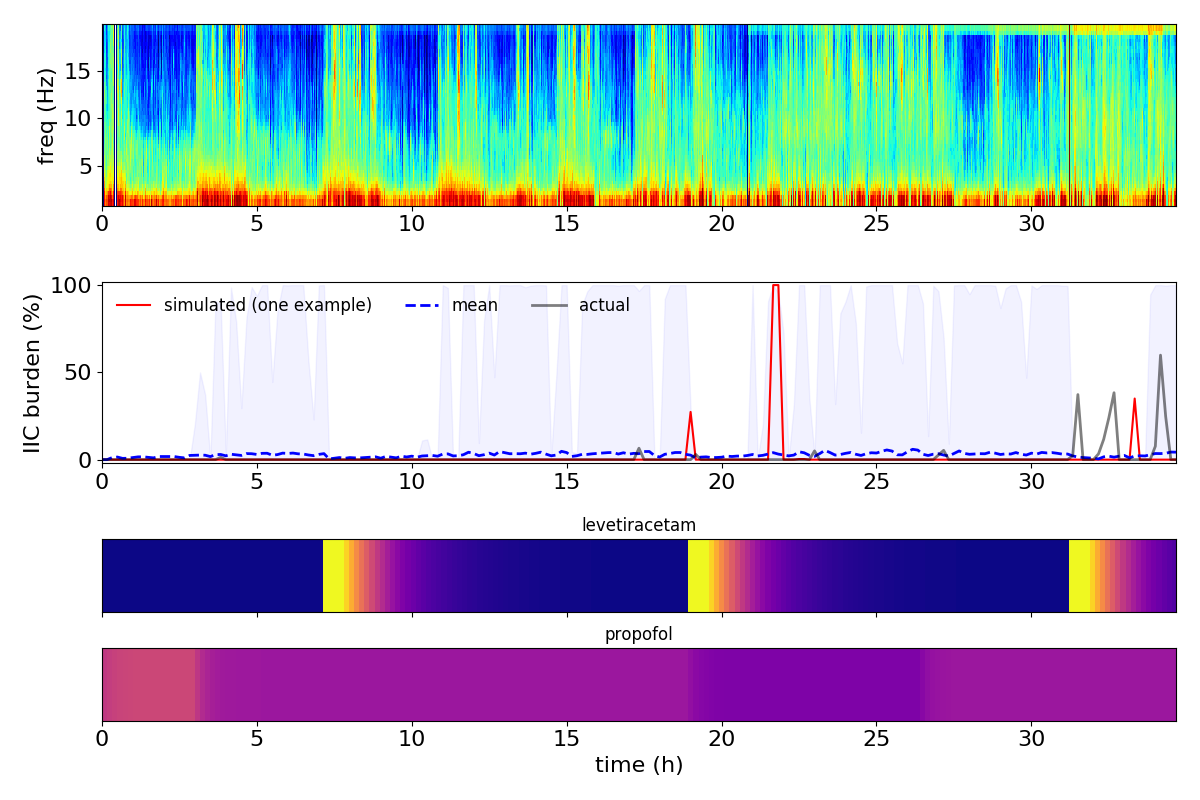 freq (Hz)
15
10
5
0 5 10 15 20 25 30
IIC burden (%)
100
50
0
simulated (one example) mean actual
0 5 10 15 20 25 30
levetiracetam
propofol
0 5 10 15 20 25 30
time (h)